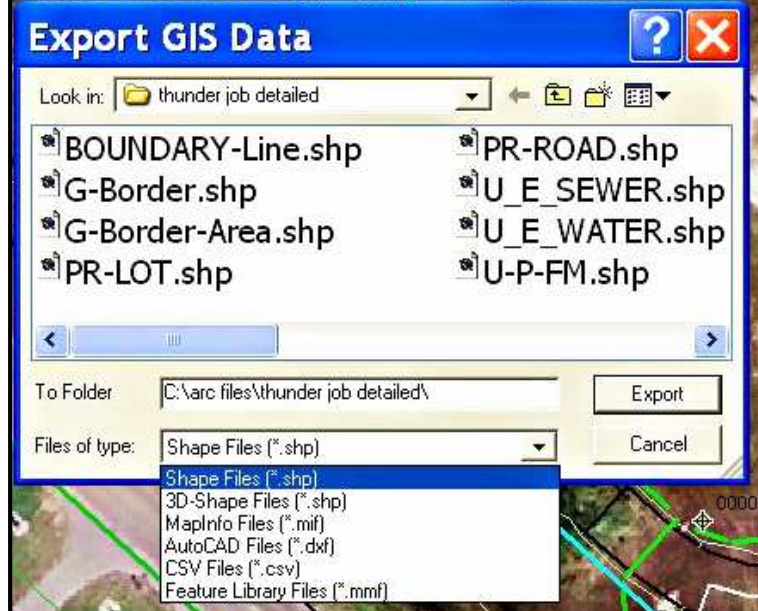 Export GIS Data
Look in: thunder job detailed
BOUNDARY-Line.shp
G-Border.shp
G-Border-Area.shp
PR-LOT.shp
PR-ROAD.shp
U_E_SEWER.shp
U_E_WATER.shp
U-P-FM.shp
To Folder C:\arc files\thunder job detailed\ Export
Files of type: Shape Files (*.shp) Cancel
Shape Files (*.shp)
3D-Shape Files (*.shp)
MapInfo Files (*.mif)
AutoCAD Files (*.dxf)
CSV Files (*.csv)
Feature Library Files (*.mmf)
0000